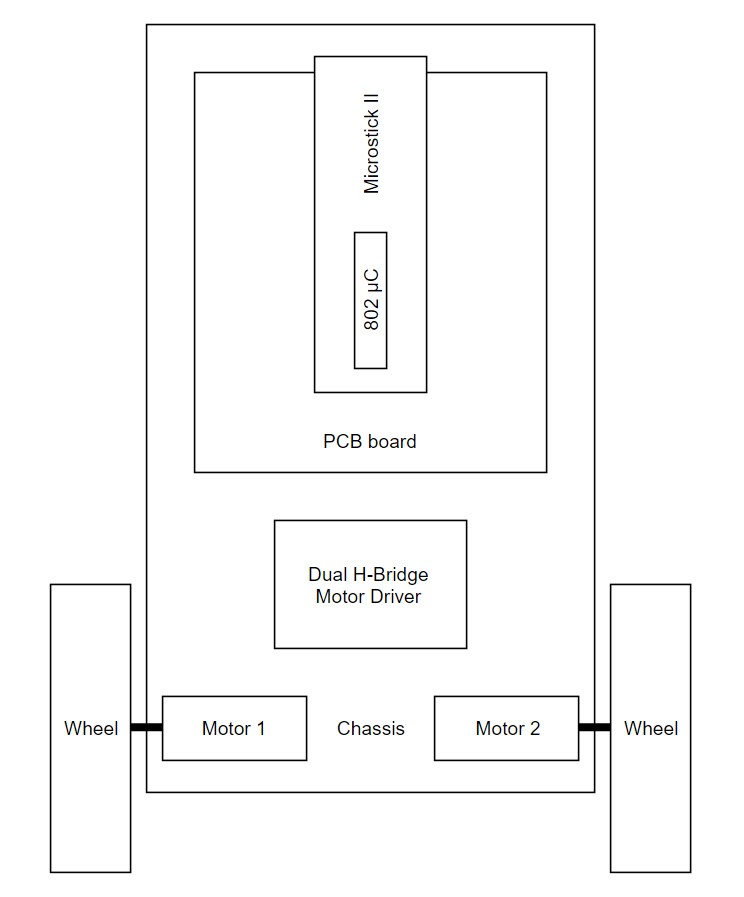 Microstick II
802 µC
PCB board
Dual H-Bridge
Motor Driver
Wheel
Motor 1
Chassis
Motor 2
Wheel